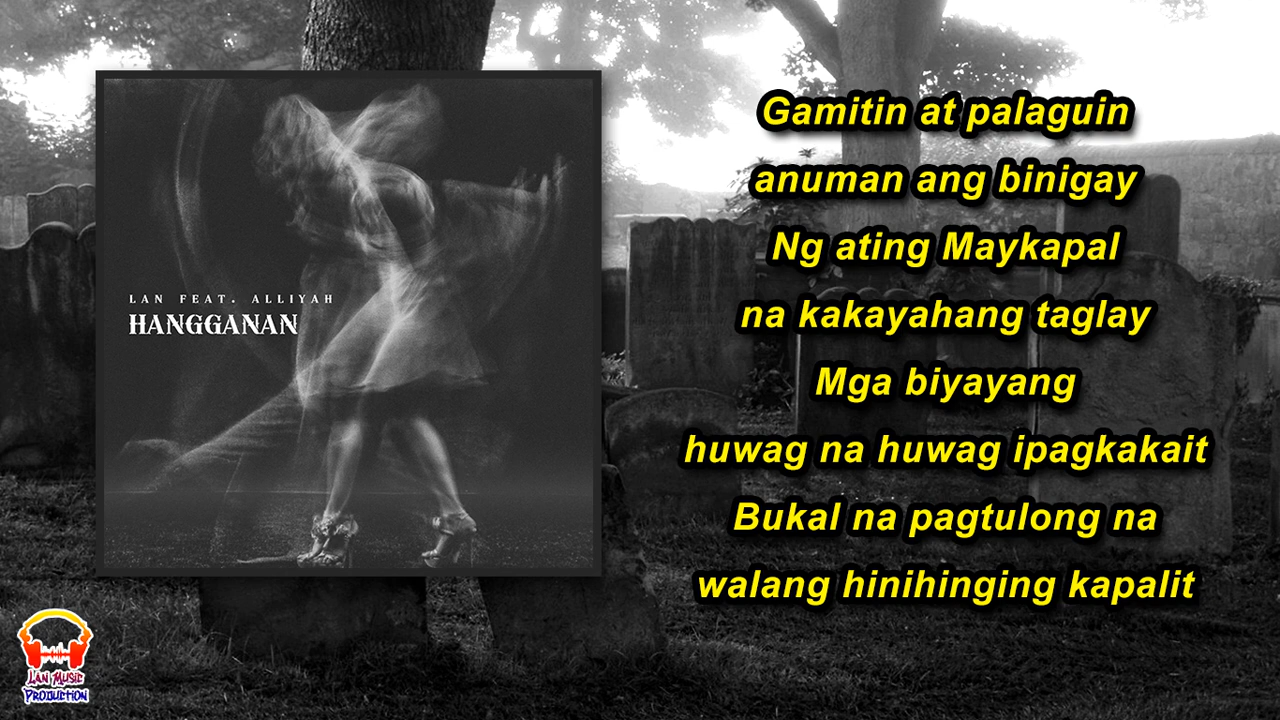 LAN FEAT. ALLIYAH
HANGGANAN
Gamitin at palaguin
anuman ang binigay
Ng ating Maykapal
na kakayahang taglay
Mga biyayang
huwag na huwag ipagkakait
Bukal na pagtulong na
walang hinihinging kapalit
Lan Music
Production